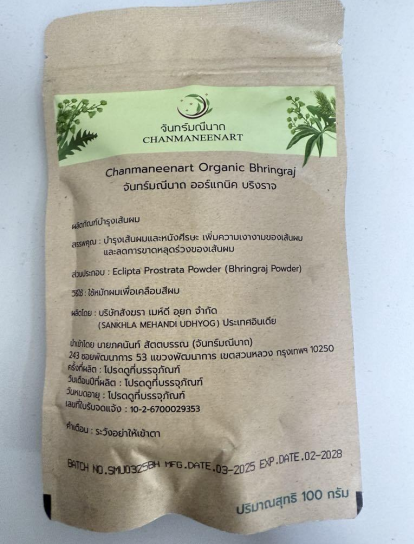 จันทร์มณีนาถ
CHANMANEENART
Chanmaneenart Organic Bhringraj
จันทร์มณีนาถ ออร์แกนิค บริงราจ
ผลิตภัณฑ์บำรุงเส้นผม
สรรพคุณ : บำรุงเส้นผมและหนังศีรษะ เพิ่มความเงางามของเส้นผม
และลดการขาดหลุดร่วงของเส้นผม
ส่วนประกอบ : Eclipta Prostrata Powder (Bhringraj Powder)
วิธีใช้ : ใช้หมักผมเพื่อเคลือบสีผม
ผลิตโดย : บริษัทสังขรา เมห์ดี อุยก จำกัด
(SANKHLA MEHANDI UDHYOG) ประเทศอินเดีย
นำเข้าโดย นายภคนันท์ สัตตบรรณ (จันทร์มณีนาถ)
243 ซอยพัฒนาการ 53 แขวงพัฒนาการ เขตสวนหลวง กรุงเทพฯ 10250
ครั้งที่ผลิต : โปรดดูที่บรรจุภัณฑ์
วันเดือนปีที่ผลิต : โปรดดูที่บรรจุภัณฑ์
วันหมดอายุ : โปรดดูที่บรรจุภัณฑ์
เลขที่ใบรับจดแจ้ง : 10-2-6700029353
คำเตือน : ระวังอย่าให้เข้าตา
BATCH NO.SMU0325BH MFG.DATE.03-2025 EXP.DATE.02-2028
ปริมาณสุทธิ 100 กรัม